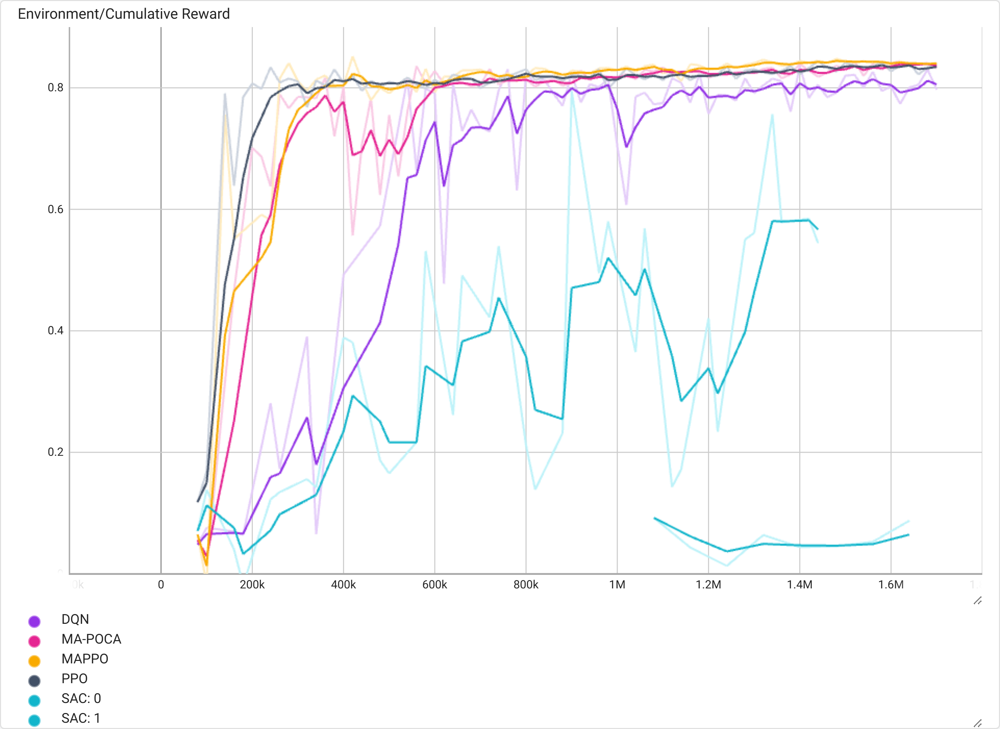 Environment/Cumulative Reward
0.8
0.6
0.4
0.2
0 200k 400k 600k 800k 1M 1.2M 1.4M 1.6M
DQN
MA-POCA
MAPPO
PPO
SAC: 0
SAC: 1